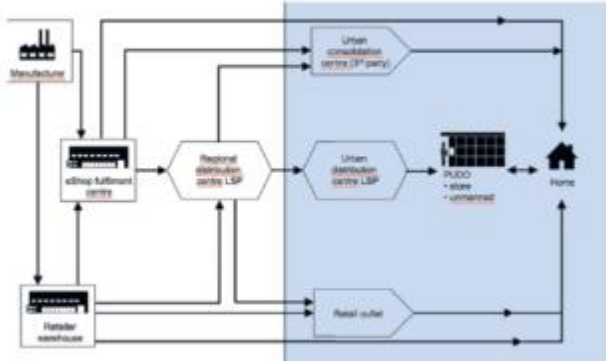 Manufacturer
Urban
consolidation
centre (3rd party)
eShop fulfilment
centre
Regional
distribution
centre LSP
Urban
distribution
centre LSP
PUDO
• store
• unmanned
Home
Retailer
warehouse
Retail outlet